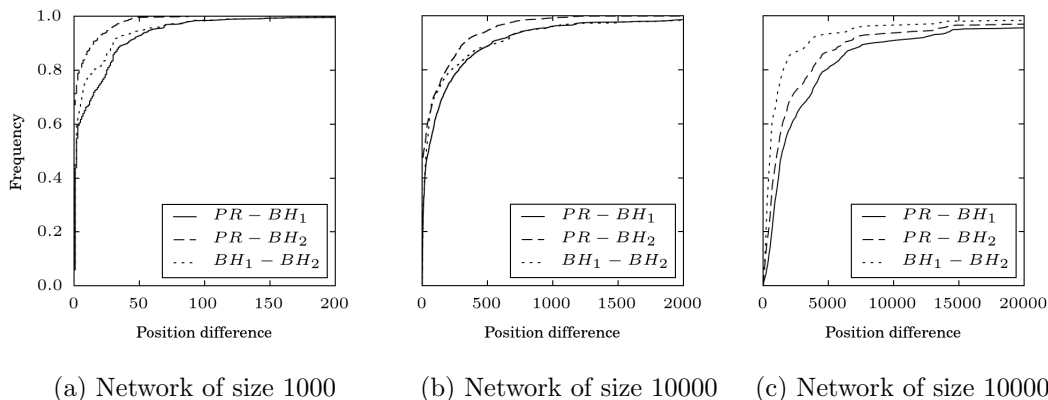 1.0
0.8
0.6
0.4
0.2
0.0
Frequency
PR − BH₁
PR − BH₂
BH₁ − BH₂
0 50 100 150 200
Position difference
(a) Network of size 1000
PR − BH₁
PR − BH₂
BH₁ − BH₂
0 500 1000 1500 2000
Position difference
(b) Network of size 10000
PR − BH₁
PR − BH₂
BH₁ − BH₂
0 5000 10000 15000 20000
Position difference
(c) Network of size 10000